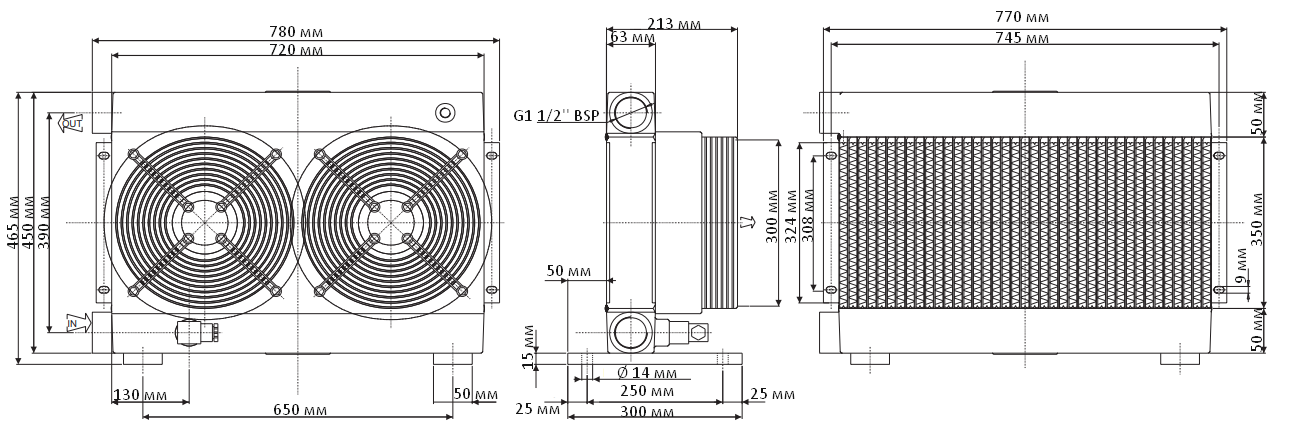 780 мм
720 мм
OUT
465 мм
450 мм
390 мм
IN
130 мм
50 мм
650 мм
213 мм
63 мм
G1 1/2'' BSP
300 мм
50 мм
15 мм
Ø 14 мм
250 мм
25 мм
25 мм
300 мм
770 мм
745 мм
50 мм
324 мм
308 мм
350 мм
9 мм
50 мм